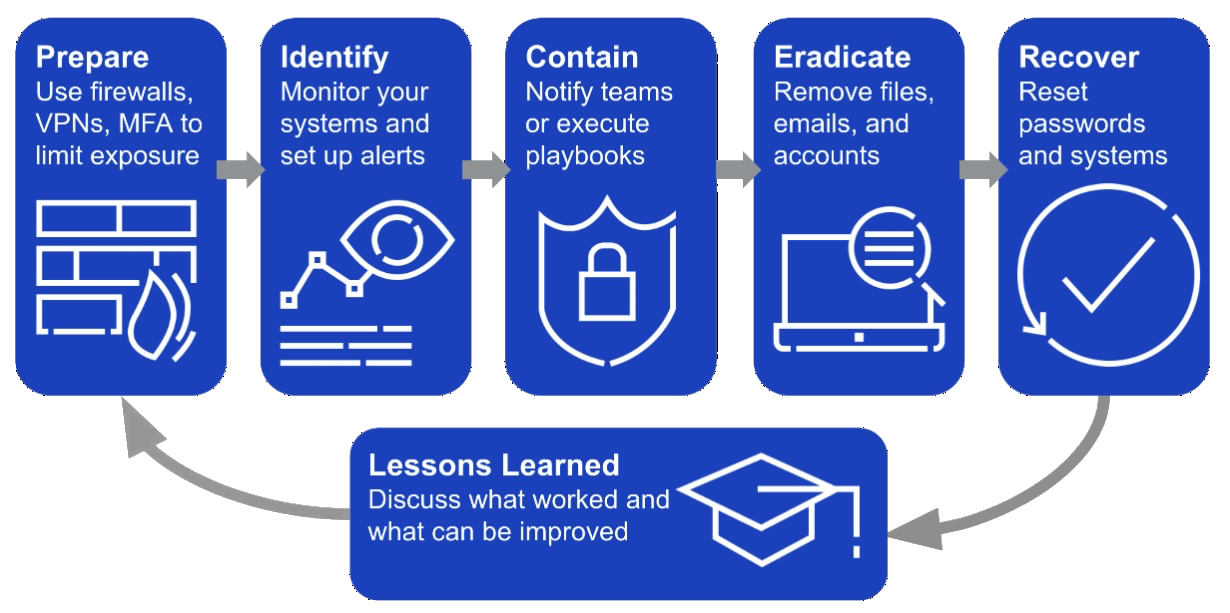 Prepare
Use firewalls,
VPNs, MFA to
limit exposure
Identify
Monitor your
systems and
set up alerts
Contain
Notify teams
or execute
playbooks
Eradicate
Remove files,
emails, and
accounts
Recover
Reset
passwords
and systems
Lessons Learned
Discuss what worked and
what can be improved